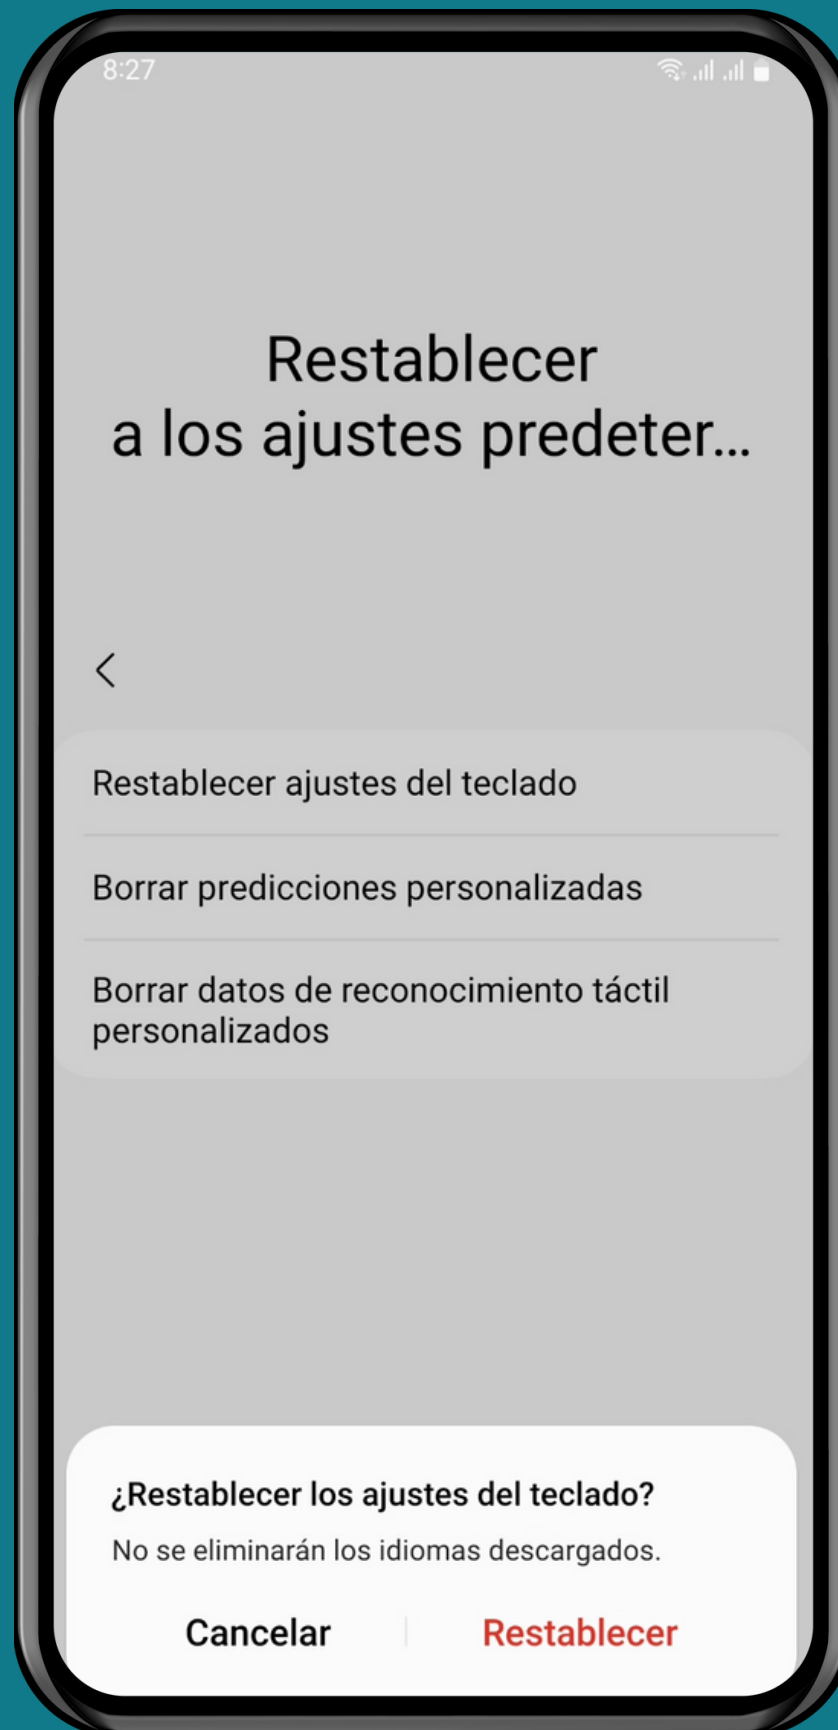 8:27
Restablecer
a los ajustes predeter...
Restablecer ajustes del teclado
Borrar predicciones personalizadas
Borrar datos de reconocimiento táctil
personalizados
¿Restablecer los ajustes del teclado?
No se eliminarán los idiomas descargados.
Cancelar
Restablecer